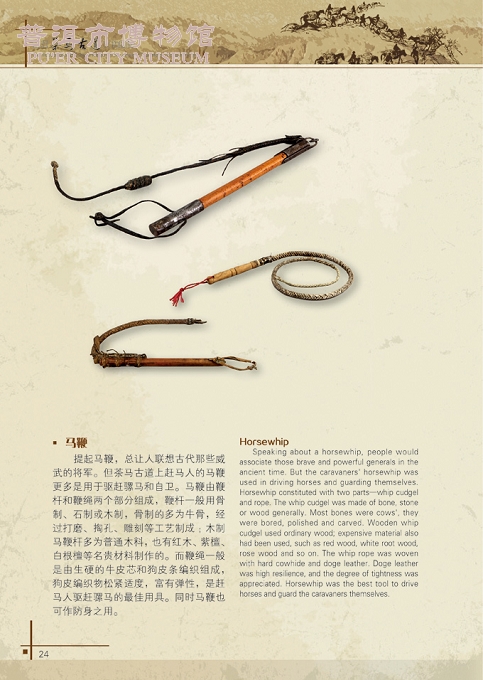 普洱市博物馆
PU'ER CITY MUSEUM
马鞭
提起马鞭，总让人联想古代那些威
武的将军。但茶马古道上赶马人的马鞭
更多是用于驱赶骡马和自卫。马鞭由鞭
杆和鞭绳两个部分组成，鞭杆一般用骨
制、石制或木制，骨制的多为牛骨，经
过打磨、掏孔、雕刻等工艺制成；木制
马鞭杆多为普通木料，也有红木、紫檀、
白根檀等名贵材料制作的。而鞭绳一般
是由生硬的牛皮芯和狗皮条编织组成，
狗皮编织物松紧适度，富有弹性，是赶
马人驱赶骡马的最佳用具。同时马鞭也
可作防身之用。
Horsewhip
Speaking about a horsewhip, people would
associate those brave and powerful generals in the
ancient time. But the caravaners' horsewhip was
used in driving horses and guarding themselves.
Horsewhip constituted with two parts—whip cudgel
and rope. The whip cudgel was made of bone, stone
or wood generally. Most bones were cows', they
were bored, polished and carved. Wooden whip
cudgel used ordinary wood; expensive material also
had been used, such as red wood, white root wood,
rose wood and so on. The whip rope was woven
with hard cowhide and doge leather. Doge leather
was high resilience, and the degree of tightness was
appreciated. Horsewhip was the best tool to drive
horses and guard the caravaners themselves.
24